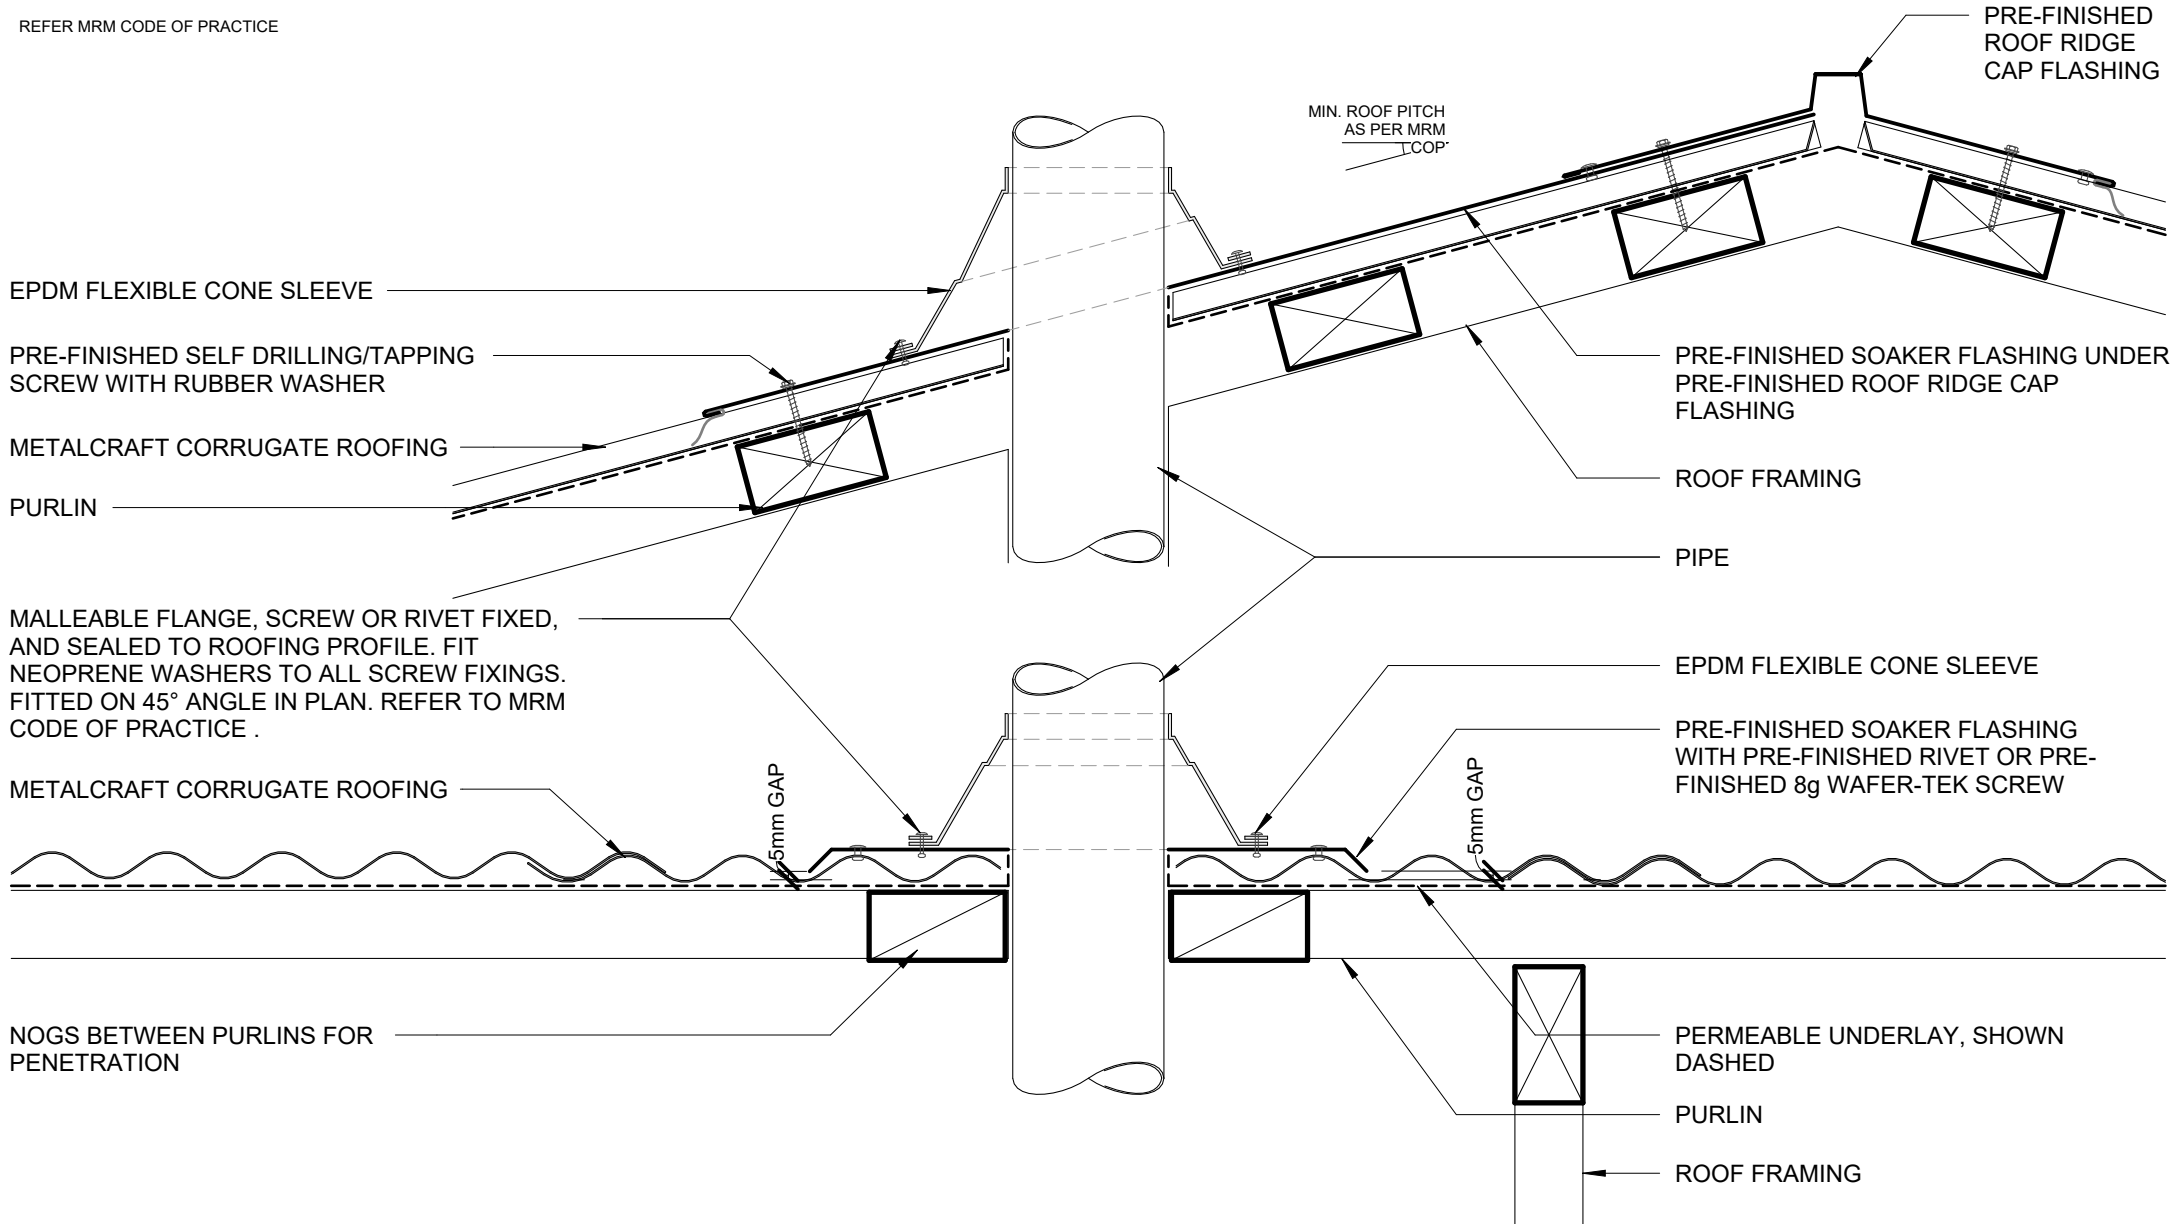 REFER MRM CODE OF PRACTICE
PRE-FINISHED
ROOF RIDGE
CAP FLASHING
MIN. ROOF PITCH
AS PER MRM
COP
EPDM FLEXIBLE CONE SLEEVE
PRE-FINISHED SELF DRILLING/TAPPING
SCREW WITH RUBBER WASHER
METALCRAFT CORRUGATE ROOFING
PURLIN
PRE-FINISHED SOAKER FLASHING UNDER
PRE-FINISHED ROOF RIDGE CAP
FLASHING
ROOF FRAMING
PIPE
MALLEABLE FLANGE, SCREW OR RIVET FIXED,
AND SEALED TO ROOFING PROFILE. FIT
NEOPRENE WASHERS TO ALL SCREW FIXINGS.
FITTED ON 45° ANGLE IN PLAN. REFER TO MRM
CODE OF PRACTICE .
METALCRAFT CORRUGATE ROOFING
5mm GAP
5mm GAP
EPDM FLEXIBLE CONE SLEEVE
PRE-FINISHED SOAKER FLASHING
WITH PRE-FINISHED RIVET OR PRE-
FINISHED 8g WAFER-TEK SCREW
NOGS BETWEEN PURLINS FOR
PENETRATION
PERMEABLE UNDERLAY, SHOWN
DASHED
PURLIN
ROOF FRAMING